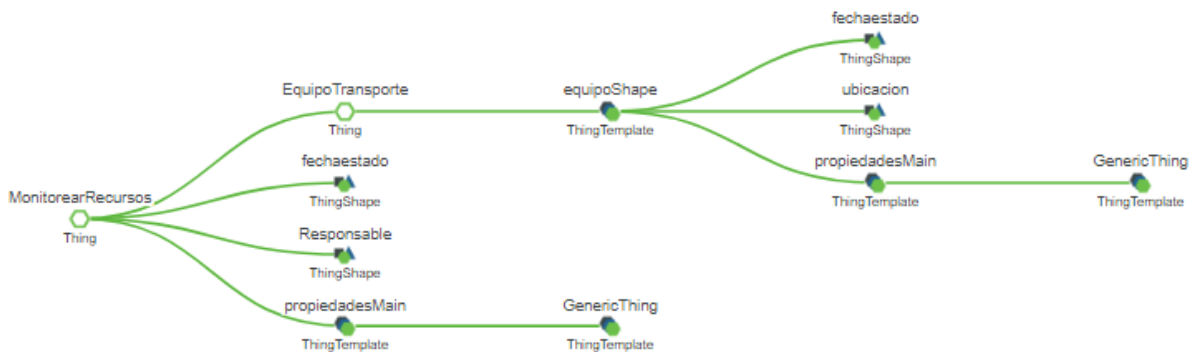 fechaestado
ThingShape
EquipoTransporte
Thing
equipoShape
ThingTemplate
ubicacion
ThingShape
fechaestado
ThingShape
propiedadesMain
ThingTemplate
GenericThing
ThingTemplate
MonitorearRecursos
Thing
Responsable
ThingShape
propiedadesMain
ThingTemplate
GenericThing
ThingTemplate